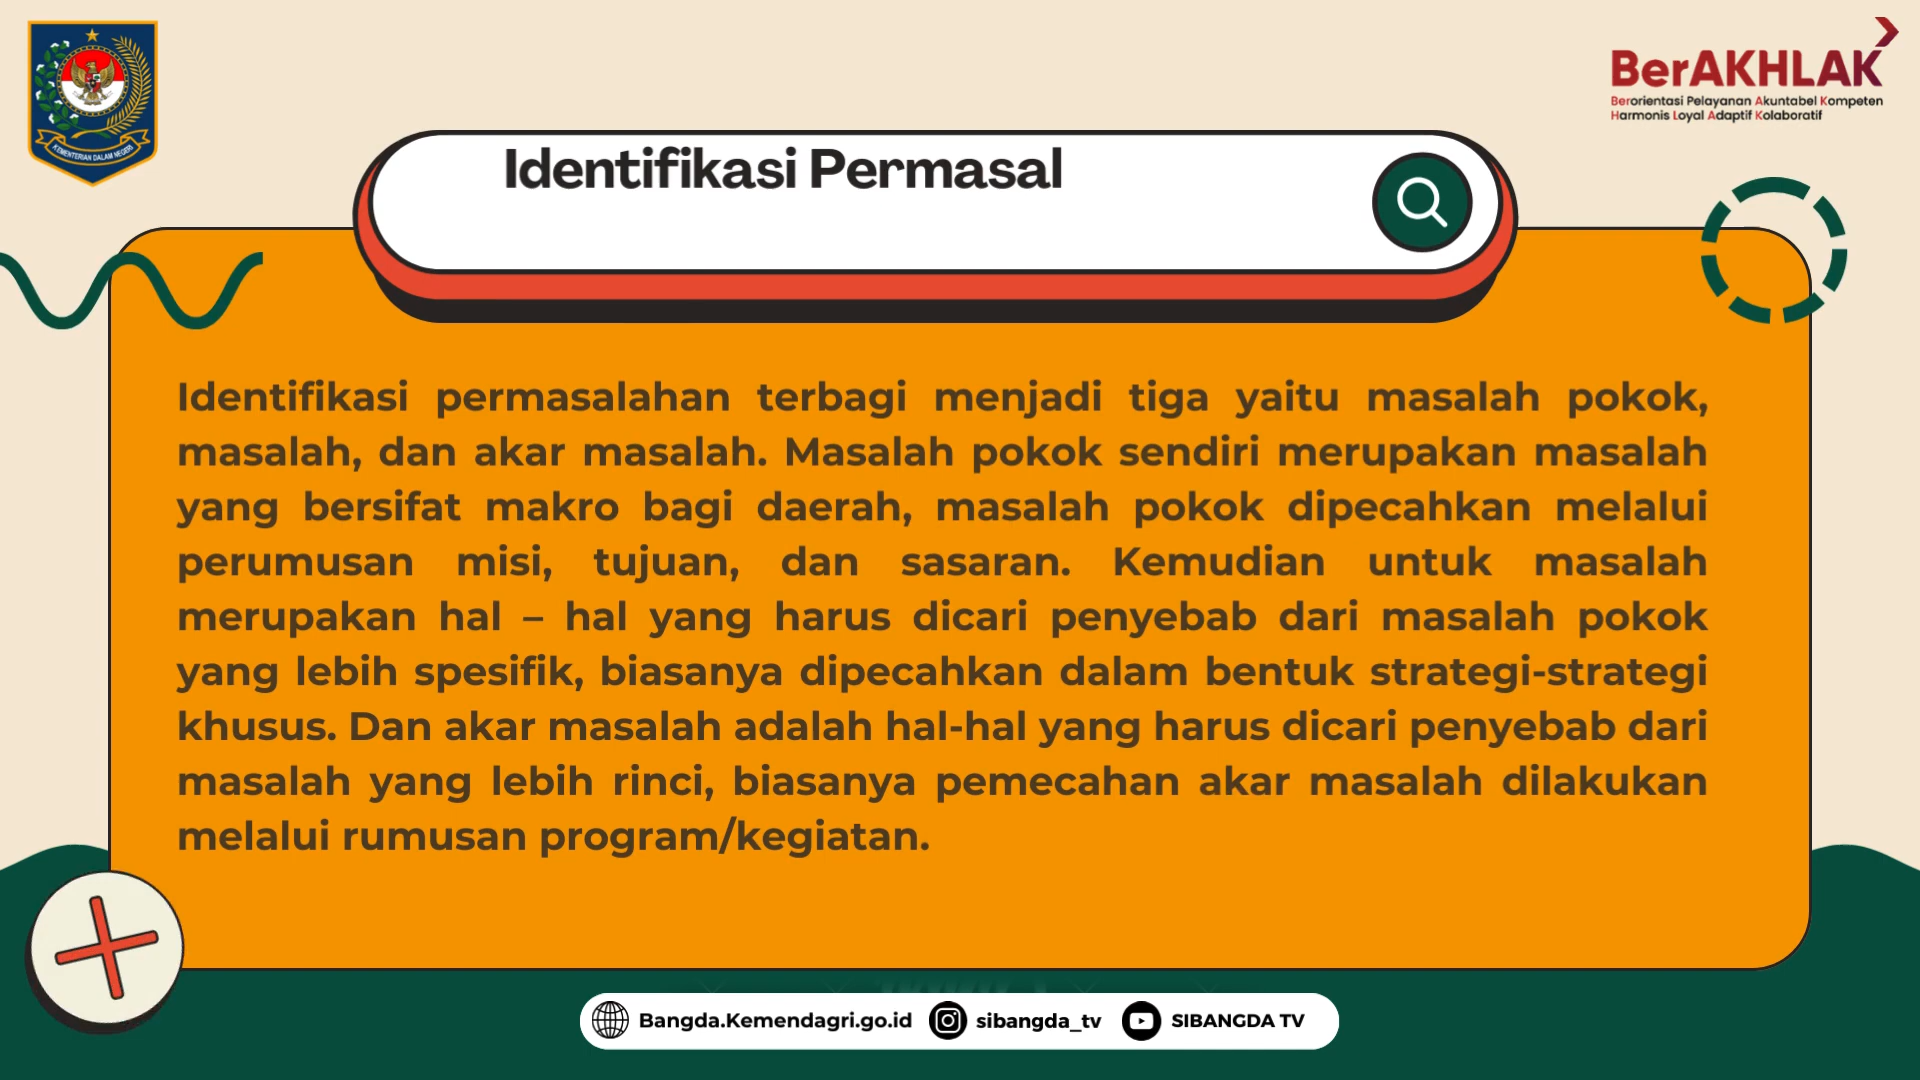 KEMENTERIAN DALAM NEGERI
BerAKHLAK
Berorientasi Pelayanan Akuntabel Kompeten
Harmonis Loyal Adaptif Kolaboratif
Identifikasi Permasal
Identifikasi permasalahan terbagi menjadi tiga yaitu masalah pokok,
masalah, dan akar masalah. Masalah pokok sendiri merupakan masalah
yang bersifat makro bagi daerah, masalah pokok dipecahkan melalui
perumusan misi, tujuan, dan sasaran. Kemudian untuk masalah
merupakan hal – hal yang harus dicari penyebab dari masalah pokok
yang lebih spesifik, biasanya dipecahkan dalam bentuk strategi-strategi
khusus. Dan akar masalah adalah hal-hal yang harus dicari penyebab dari
masalah yang lebih rinci, biasanya pemecahan akar masalah dilakukan
melalui rumusan program/kegiatan.
Bangda.Kemendagri.go.id sibangda_tv SIBANGDA TV